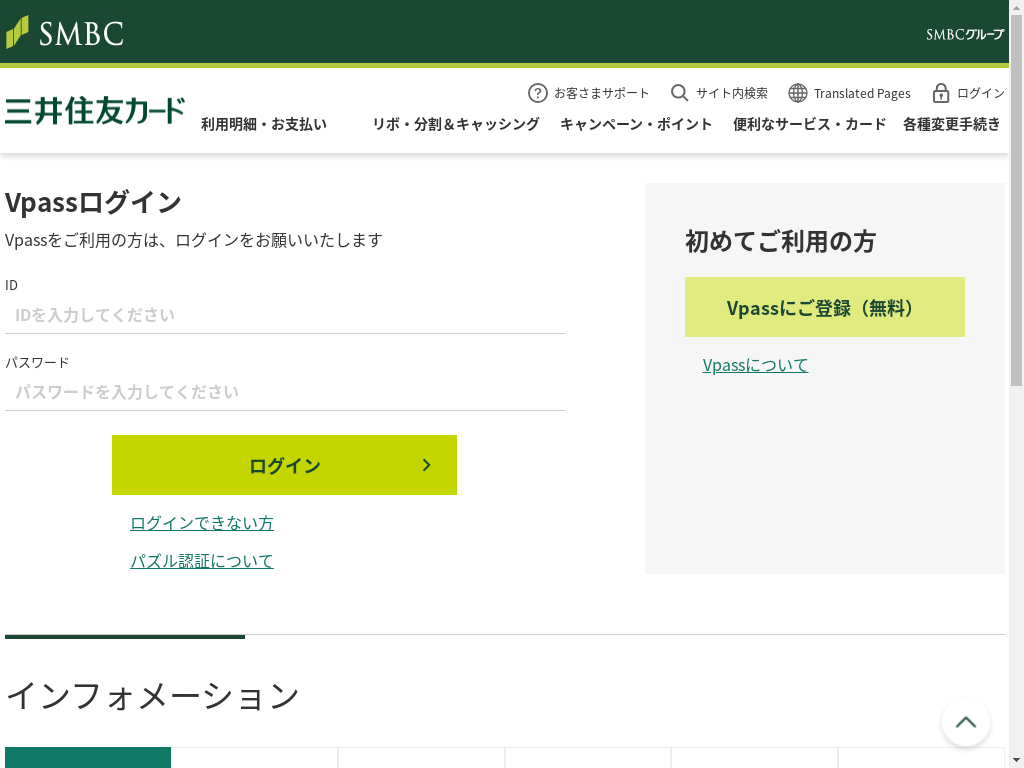 SMBC
SMBCグループ
三井住友カード
お客さまサポート
サイト内検索
Translated Pages
ログイン
利用明細・お支払い
リボ・分割＆キャッシング
キャンペーン・ポイント
便利なサービス・カード
各種変更手続き
Vpassログイン
Vpassをご利用の方は、ログインをお願いいたします
ID
IDを入力してください
パスワード
パスワードを入力してください
ログイン
ログインできない方
パズル認証について
初めてご利用の方
Vpassにご登録（無料）
Vpassについて
インフォメーション